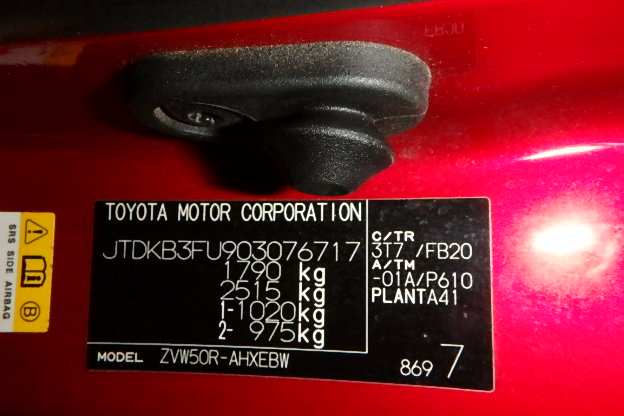 TOYOTA MOTOR CORPORATION
JTDKB3FU903076717
1790 kg
2515 kg
1-1020kg
2- 975kg
MODEL ZVW50R-AHXEBW
C/TR
3T7 /FB20
A/TM
-01A/P610
PLANTA41
869 7
SRS SIDE AIRBAG
B